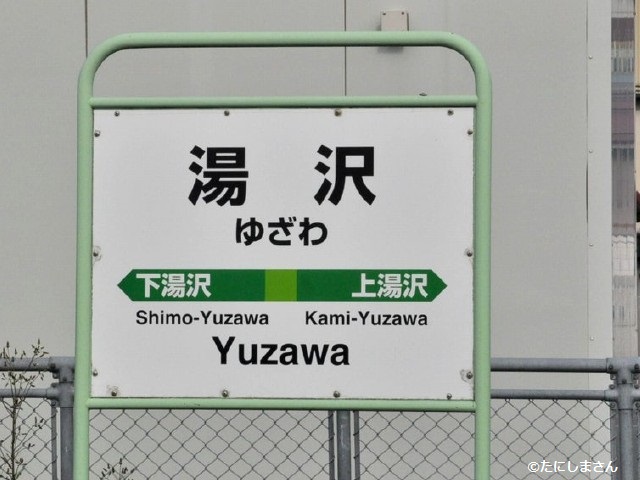 湯沢
ゆざわ
下湯沢 上湯沢
Shimo-Yuzawa Kami-Yuzawa
Yuzawa
©たにしまさん